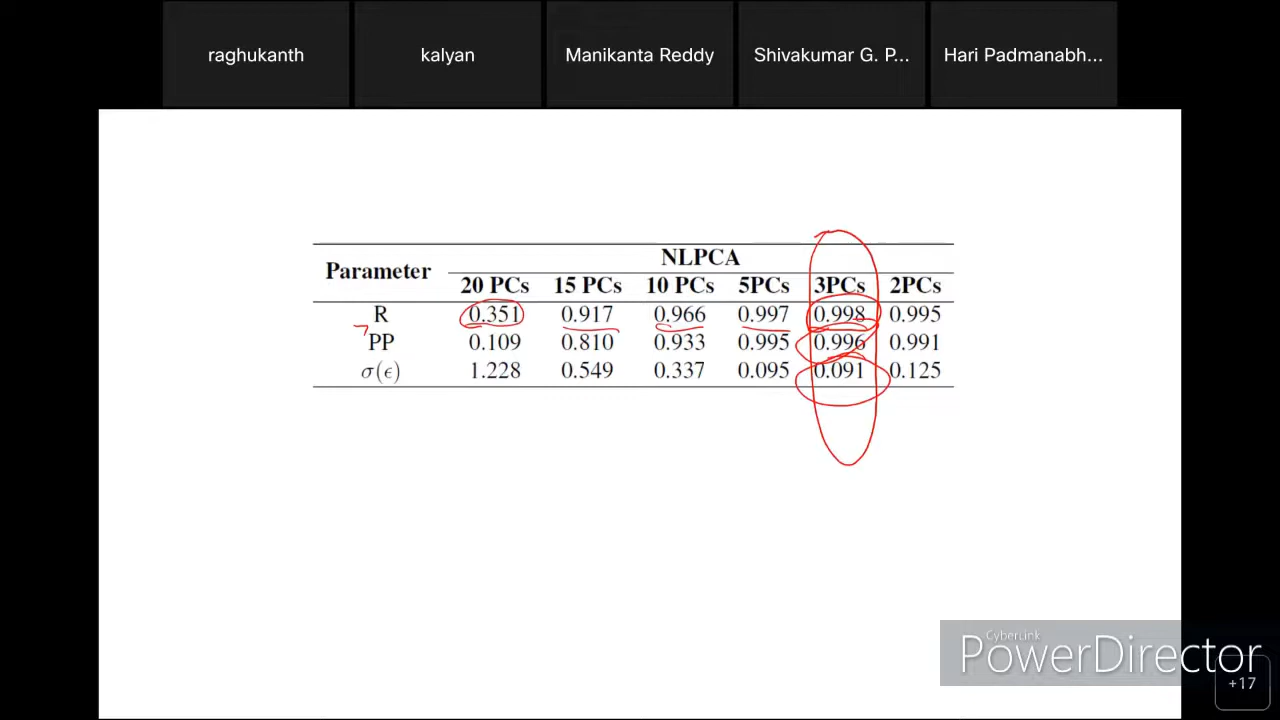 raghukanth kalyan Manikanta Reddy Shivakumar G. P... Hari Padmanabh...
NLPCA
Parameter
20 PCs 15 PCs 10 PCs 5PCs 3PCs 2PCs
R 0.351 0.917 0.966 0.997 0.998 0.995
PP 0.109 0.810 0.933 0.995 0.996 0.991
σ(ϵ) 1.228 0.549 0.337 0.095 0.091 0.125
CyberLink
PowerDirector
+17